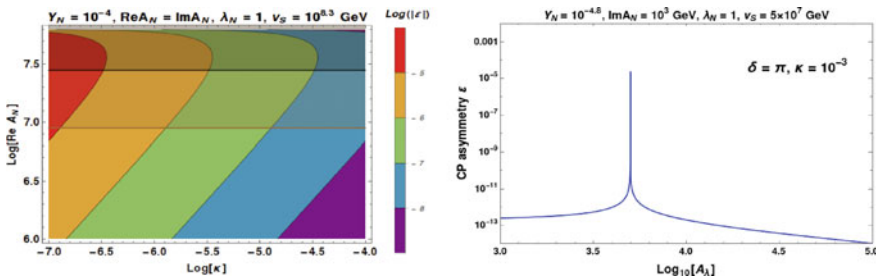 Y_N = 10^-4, ReA_N = ImA_N, λ_N = 1, v_S = 10^8.3 GeV
Log(|ε|)
Log[Re A_N]
7.5
7.0
6.5
6.0
-7.0 -6.5 -6.0 -5.5 -5.0 -4.5 -4.0
Log[κ]
-5
-6
-7
-8
Y_N = 10^-4.8, ImA_N = 10^3 GeV, λ_N = 1, v_S = 5×10^7 GeV
CP asymmetry ε
0.001
10^-5
10^-7
10^-9
10^-11
10^-13
δ = π, κ = 10^-3
3.0 3.5 4.0 4.5 5.0
Log₁₀[A_λ]